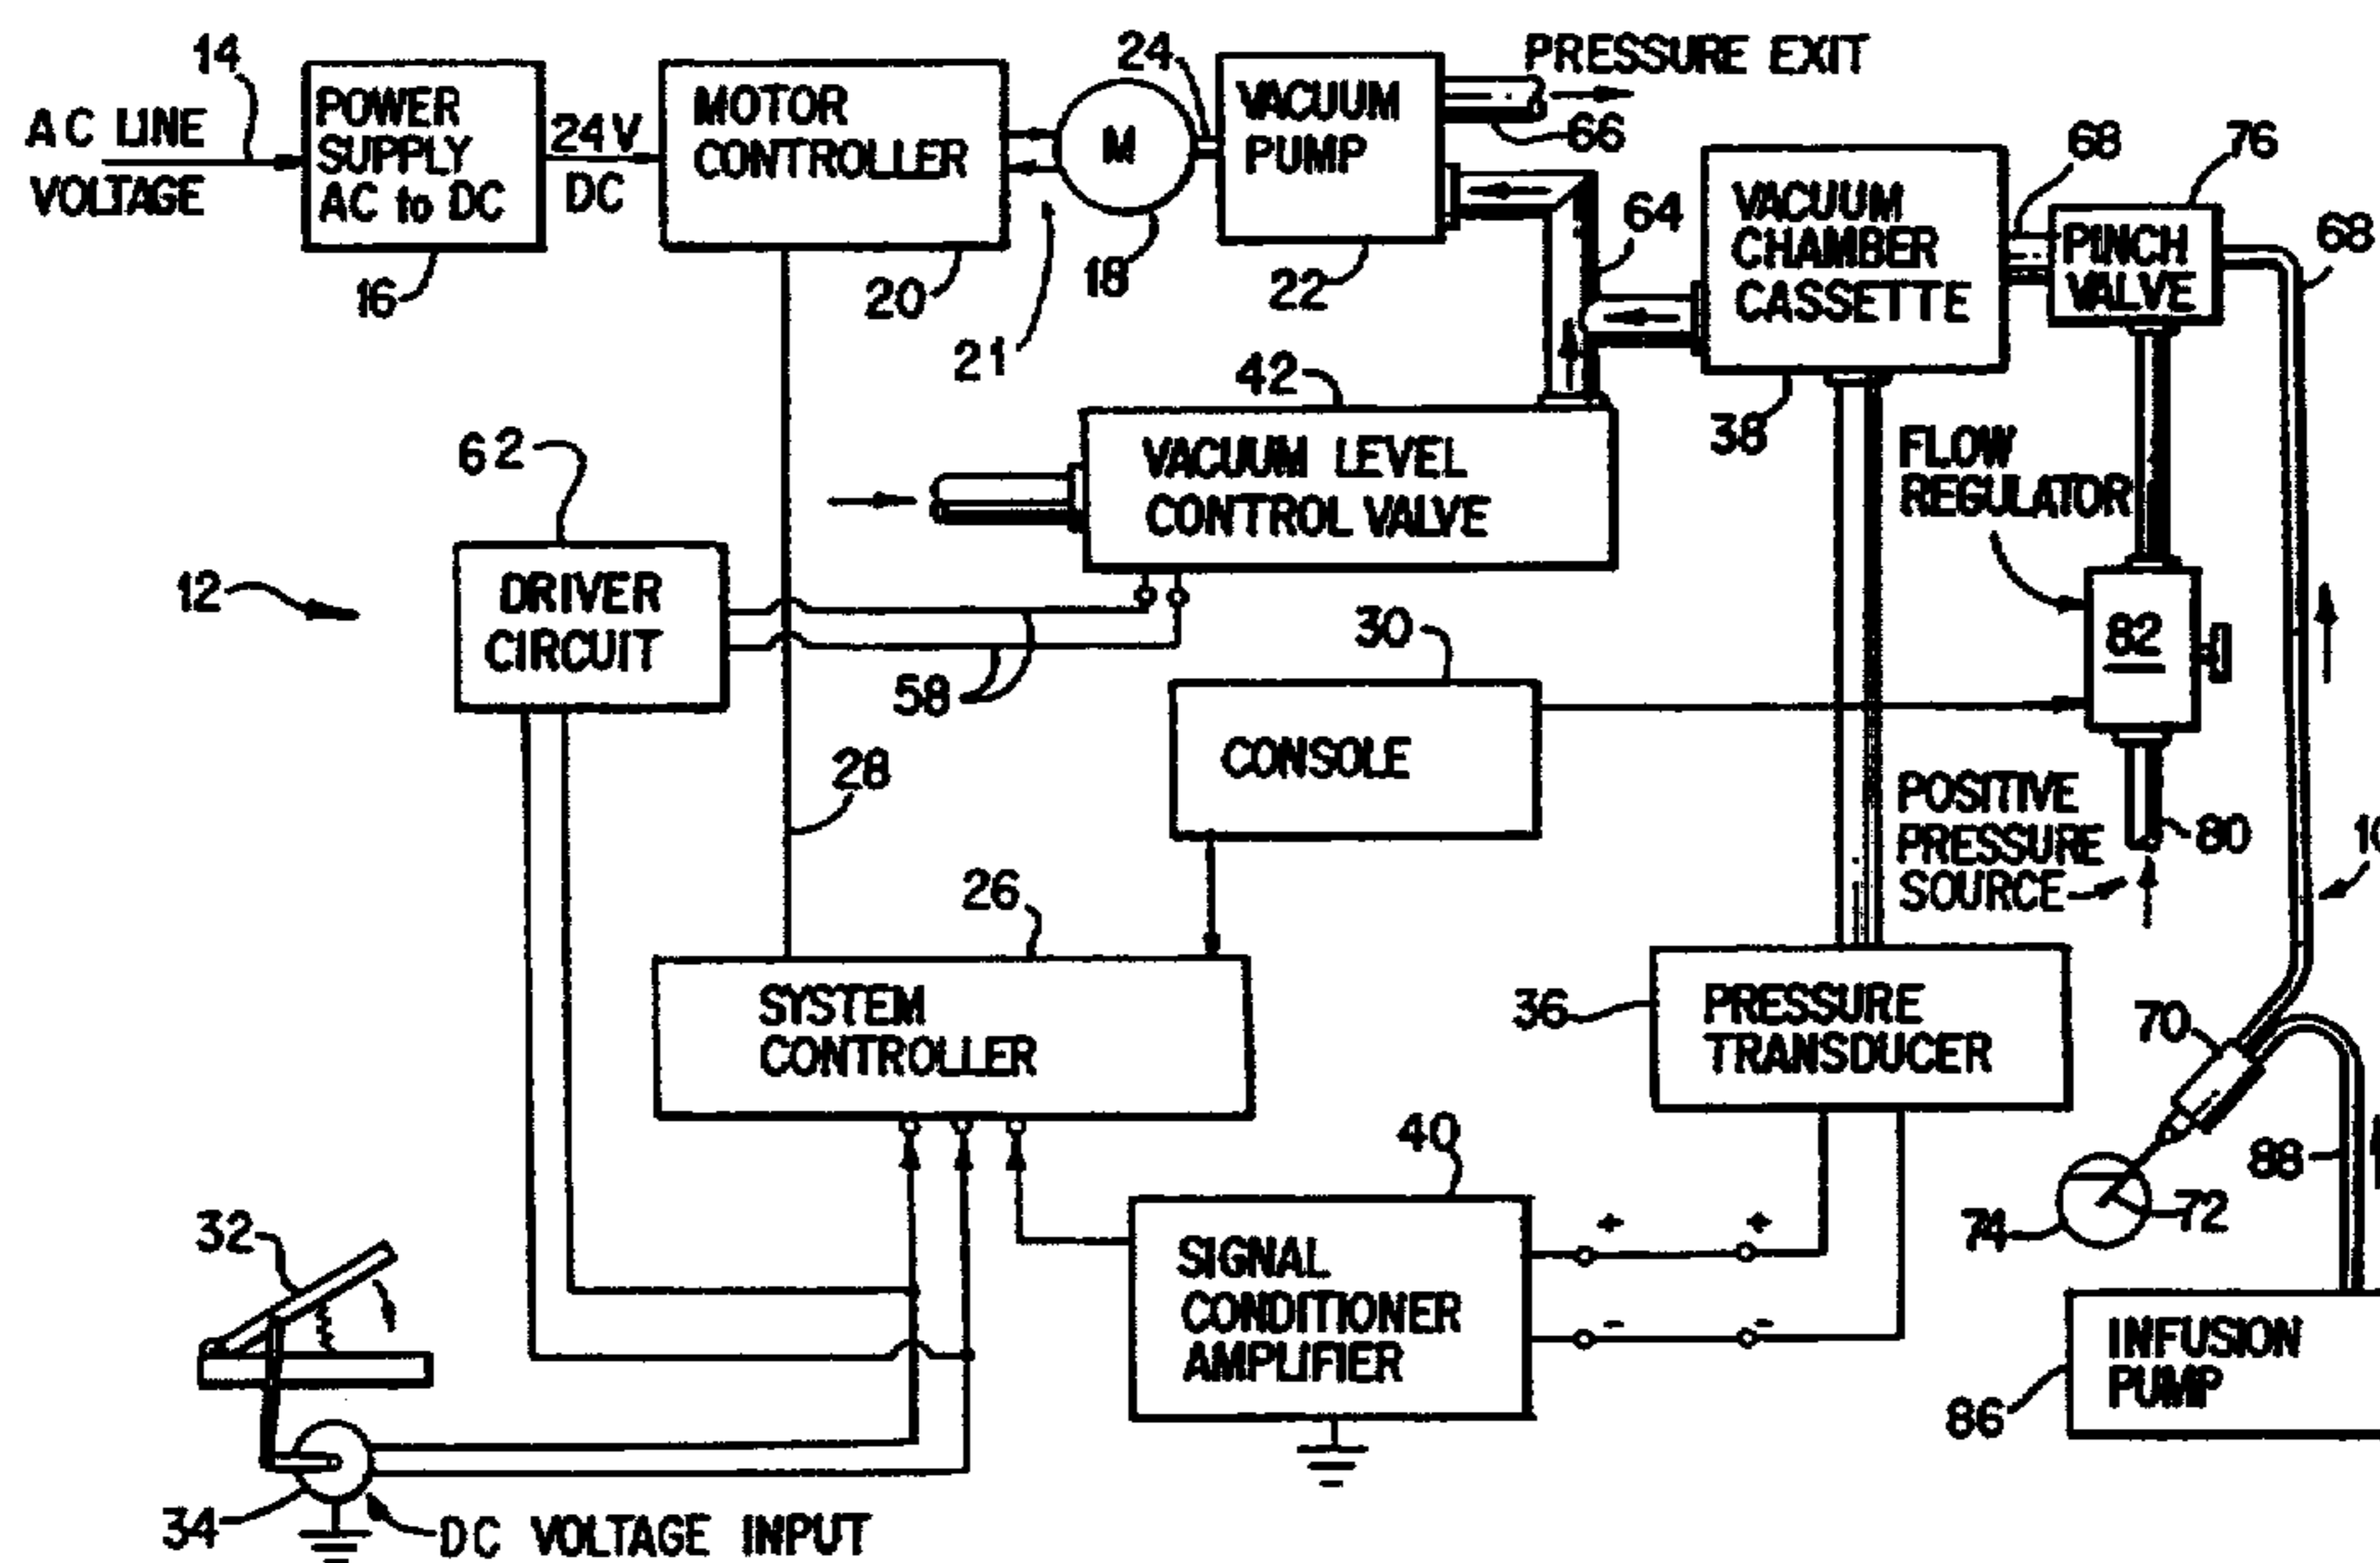 14
AC LINE
VOLTAGE
POWER
SUPPLY
AC to DC
16
24V
DC
MOTOR
CONTROLLER
20
21
M
18
24
VACUUM
PUMP
22
PRESSURE EXIT
66
64
VACUUM
CHAMBER
CASSETTE
38
68
76
PINCH
VALVE
68
42
VACUUM LEVEL
CONTROL VALVE
62
DRIVER
CIRCUIT
12
58
FLOW
REGULATOR
82
30
CONSOLE
28
POSITIVE
PRESSURE
SOURCE
80
26
SYSTEM
CONTROLLER
36
PRESSURE
TRANSDUCER
70
88
74
72
40
SIGNAL
CONDITIONER
AMPLIFIER
+ +
- -
32
34
DC VOLTAGE INPUT
INFUSION
PUMP
86